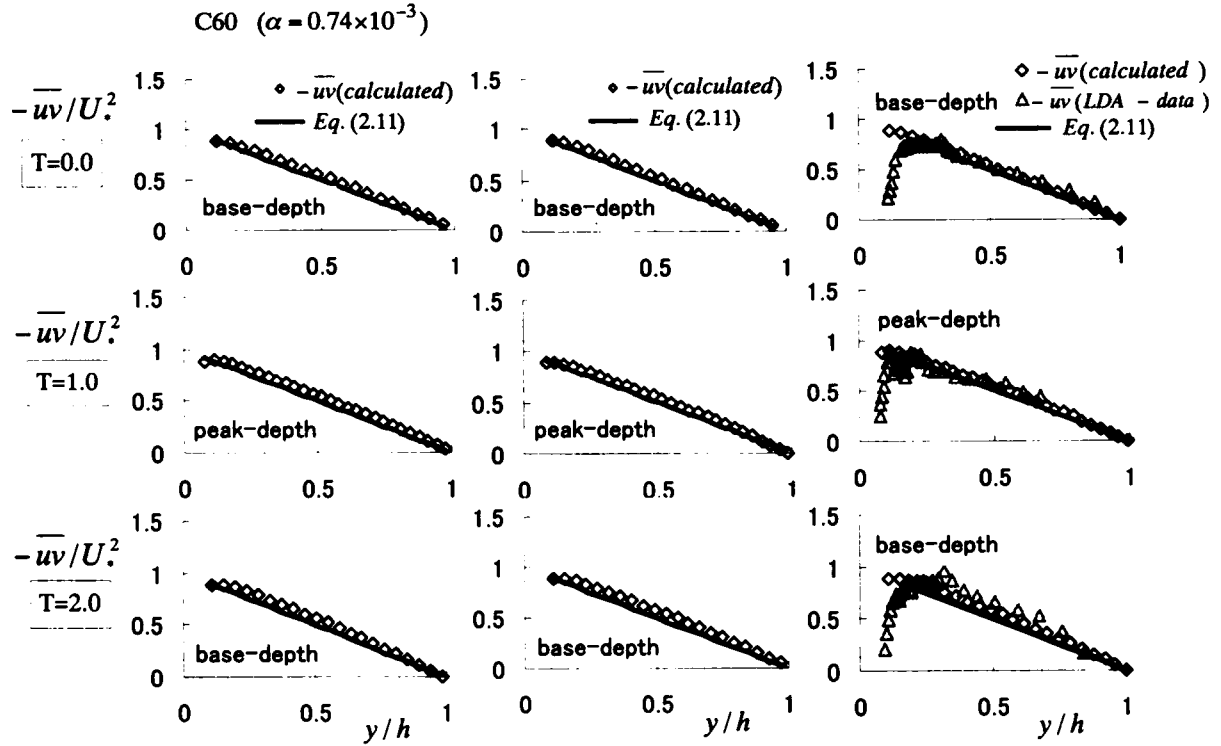 C60 (α = 0.74×10⁻³)
−u̅v̅/U*²
T=0.0
1.5
1
0.5
0
◇ −u̅v̅(calculated)
Eq. (2.11)
base-depth
0 0.5 1
1.5
1
0.5
0
◇ −u̅v̅(calculated)
Eq. (2.11)
base-depth
0 0.5 1
1.5
1
0.5
0
◇ −u̅v̅(calculated)
△ −u̅v̅(LDA − data)
Eq. (2.11)
base-depth
0 0.5 1
−u̅v̅/U*²
T=1.0
1.5
1
0.5
0
peak-depth
0 0.5 1
1.5
1
0.5
0
peak-depth
0 0.5 1
1.5
1
0.5
0
peak-depth
0 0.5 1
−u̅v̅/U*²
T=2.0
1.5
1
0.5
0
base-depth
0 0.5 1
y/h
1.5
1
0.5
0
base-depth
0 0.5 1
y/h
1.5
1
0.5
0
base-depth
0 0.5 1
y/h